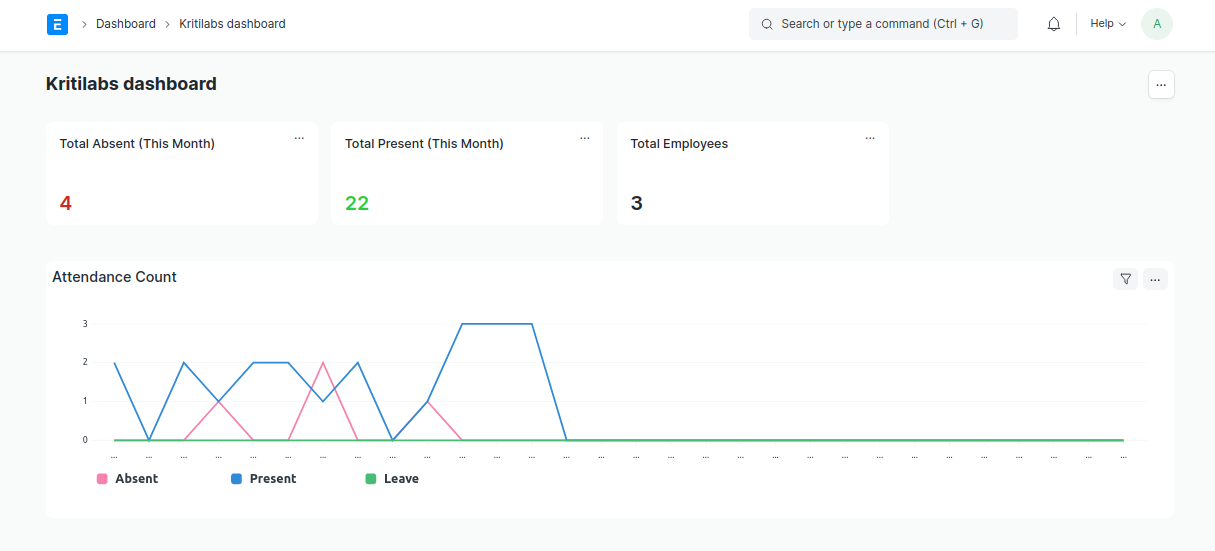 E
Dashboard
Kritilabs dashboard
Search or type a command (Ctrl + G)
Help
A
Kritilabs dashboard
...
Total Absent (This Month)
...
4
Total Present (This Month)
...
22
Total Employees
...
3
Attendance Count
...
3
2
1
0
... ... ... ... ... ... ... ... ... ... ... ... ... ... ... ... ... ... ... ... ... ... ... ... ... ... ... ... ... ...
Absent
Present
Leave